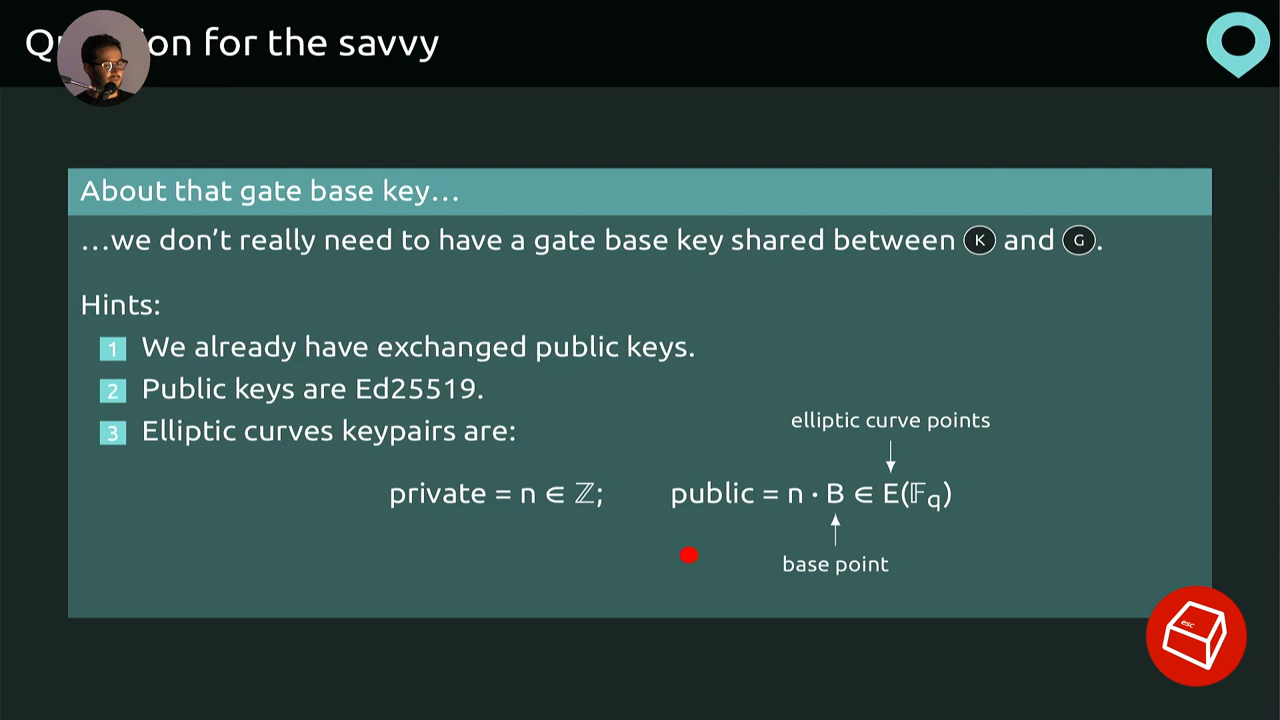 Qu on for the savvy
About that gate base key…
…we don’t really need to have a gate base key shared between K and G.
Hints:
1 We already have exchanged public keys.
2 Public keys are Ed25519.
3 Elliptic curves keypairs are:
elliptic curve points
private = n ∈ ℤ; public = n · B ∈ E(𝔽q)
base point
esc